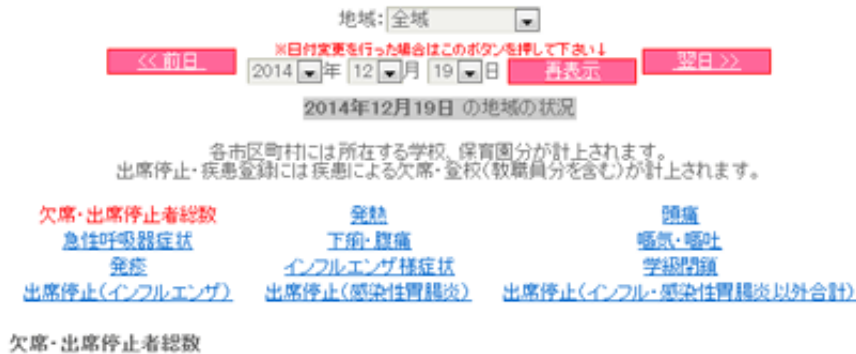 地域： 全域
※日付変更を行った場合はこのボタンを押して下さい↓
<<前日 2014 年 12 月 19 日 再表示 翌日>>
2014年12月19日 の地域の状況
各市区町村には所在する学校、保育園分が計上されます。
出席停止・疾患登録には疾患による欠席・登校(教職員分を含む)が計上されます。
欠席・出席停止者総数 発熱 頭痛
急性呼吸器症状 下痢・腹痛 嘔気・嘔吐
発疹 インフルエンザ様症状 学級閉鎖
出席停止(インフルエンザ) 出席停止(感染性胃腸炎) 出席停止(インフル・感染性胃腸炎以外合計)
欠席・出席停止者総数